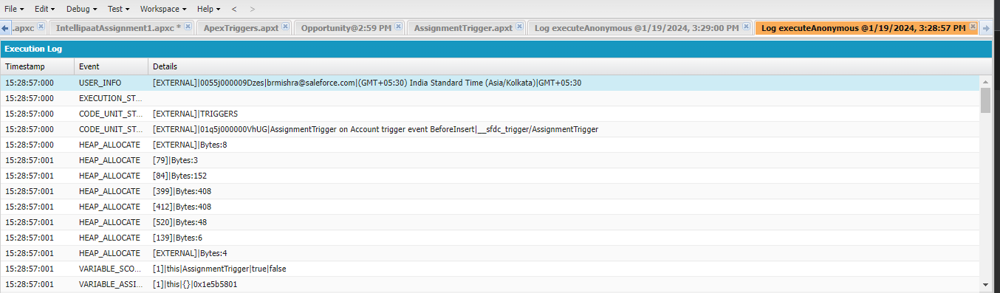 File Edit Debug Test Workspace Help < >
.apxc IntellipaatAssignment1.apxc * ApexTriggers.apxt Opportunity@2:59 PM AssignmentTrigger.apxt Log executeAnonymous @1/19/2024, 3:29:00 PM Log executeAnonymous @1/19/2024, 3:28:57 PM
Execution Log
Timestamp Event Details
15:28:57:000 USER_INFO [EXTERNAL]|0055j000009Dzes|brmishra@saleforce.com|(GMT+05:30) India Standard Time (Asia/Kolkata)|GMT+05:30
15:28:57:000 EXECUTION_ST...
15:28:57:000 CODE_UNIT_ST... [EXTERNAL]|TRIGGERS
15:28:57:000 CODE_UNIT_ST... [EXTERNAL]|01q5j000000VhUG|AssignmentTrigger on Account trigger event BeforeInsert|__sfdc_trigger/AssignmentTrigger
15:28:57:000 HEAP_ALLOCATE [EXTERNAL]|Bytes:8
15:28:57:001 HEAP_ALLOCATE [79]|Bytes:3
15:28:57:001 HEAP_ALLOCATE [84]|Bytes:152
15:28:57:001 HEAP_ALLOCATE [399]|Bytes:408
15:28:57:001 HEAP_ALLOCATE [412]|Bytes:408
15:28:57:001 HEAP_ALLOCATE [520]|Bytes:48
15:28:57:001 HEAP_ALLOCATE [139]|Bytes:6
15:28:57:001 HEAP_ALLOCATE [EXTERNAL]|Bytes:4
15:28:57:001 VARIABLE_SCO... [1]|this|AssignmentTrigger|true|false
15:28:57:001 VARIABLE_ASSI... [1]|this|{}|0x1e5b5801